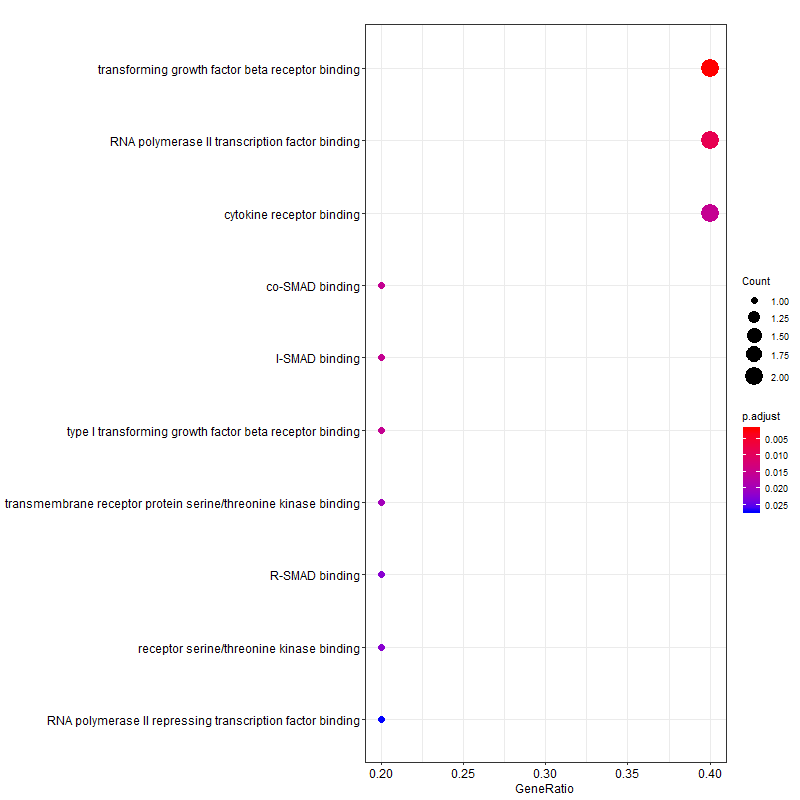 transforming growth factor beta receptor binding
RNA polymerase II transcription factor binding
cytokine receptor binding
co-SMAD binding
I-SMAD binding
type I transforming growth factor beta receptor binding
transmembrane receptor protein serine/threonine kinase binding
R-SMAD binding
receptor serine/threonine kinase binding
RNA polymerase II repressing transcription factor binding
0.20 0.25 0.30 0.35 0.40
GeneRatio
Count
1.00
1.25
1.50
1.75
2.00
p.adjust
0.005
0.010
0.015
0.020
0.025